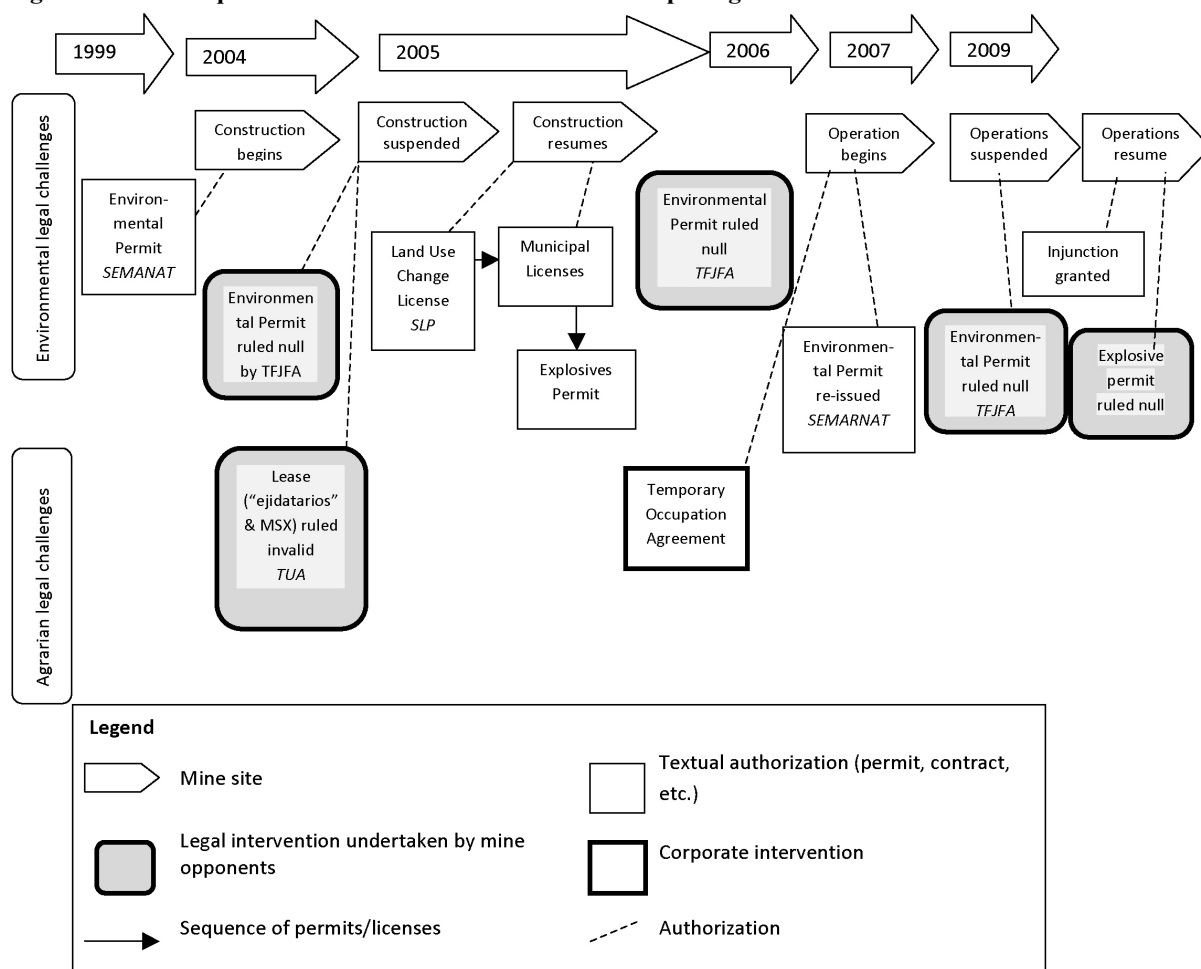 1999
2004
2005
2006
2007
2009
Environmental legal challenges
Construction
begins
Construction
suspended
Construction
resumes
Operation
begins
Operations
suspended
Operations
resume
Environ-
mental
Permit
SEMANAT
Environmen
tal Permit
ruled null
by TFJFA
Land Use
Change
License
SLP
Municipal
Licenses
Explosives
Permit
Environmental
Permit ruled
null
TFJFA
Environmen-
tal Permit
re-issued
SEMARNAT
Injunction
granted
Environmen-
tal Permit
ruled null
TFJFA
Explosive
permit
ruled null
Agrarian legal challenges
Lease
(“ejidatarios”
& MSX) ruled
invalid
TUA
Temporary
Occupation
Agreement
Legend
Mine site
Textual authorization (permit, contract,
etc.)
Legal intervention undertaken by mine
opponents
Corporate intervention
Sequence of permits/licenses
Authorization